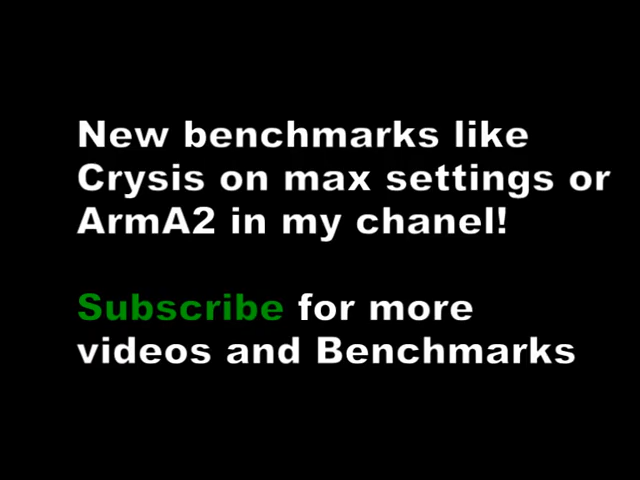 New benchmarks like
Crysis on max settings or
ArmA2 in my chanel!
Subscribe for more
videos and Benchmarks